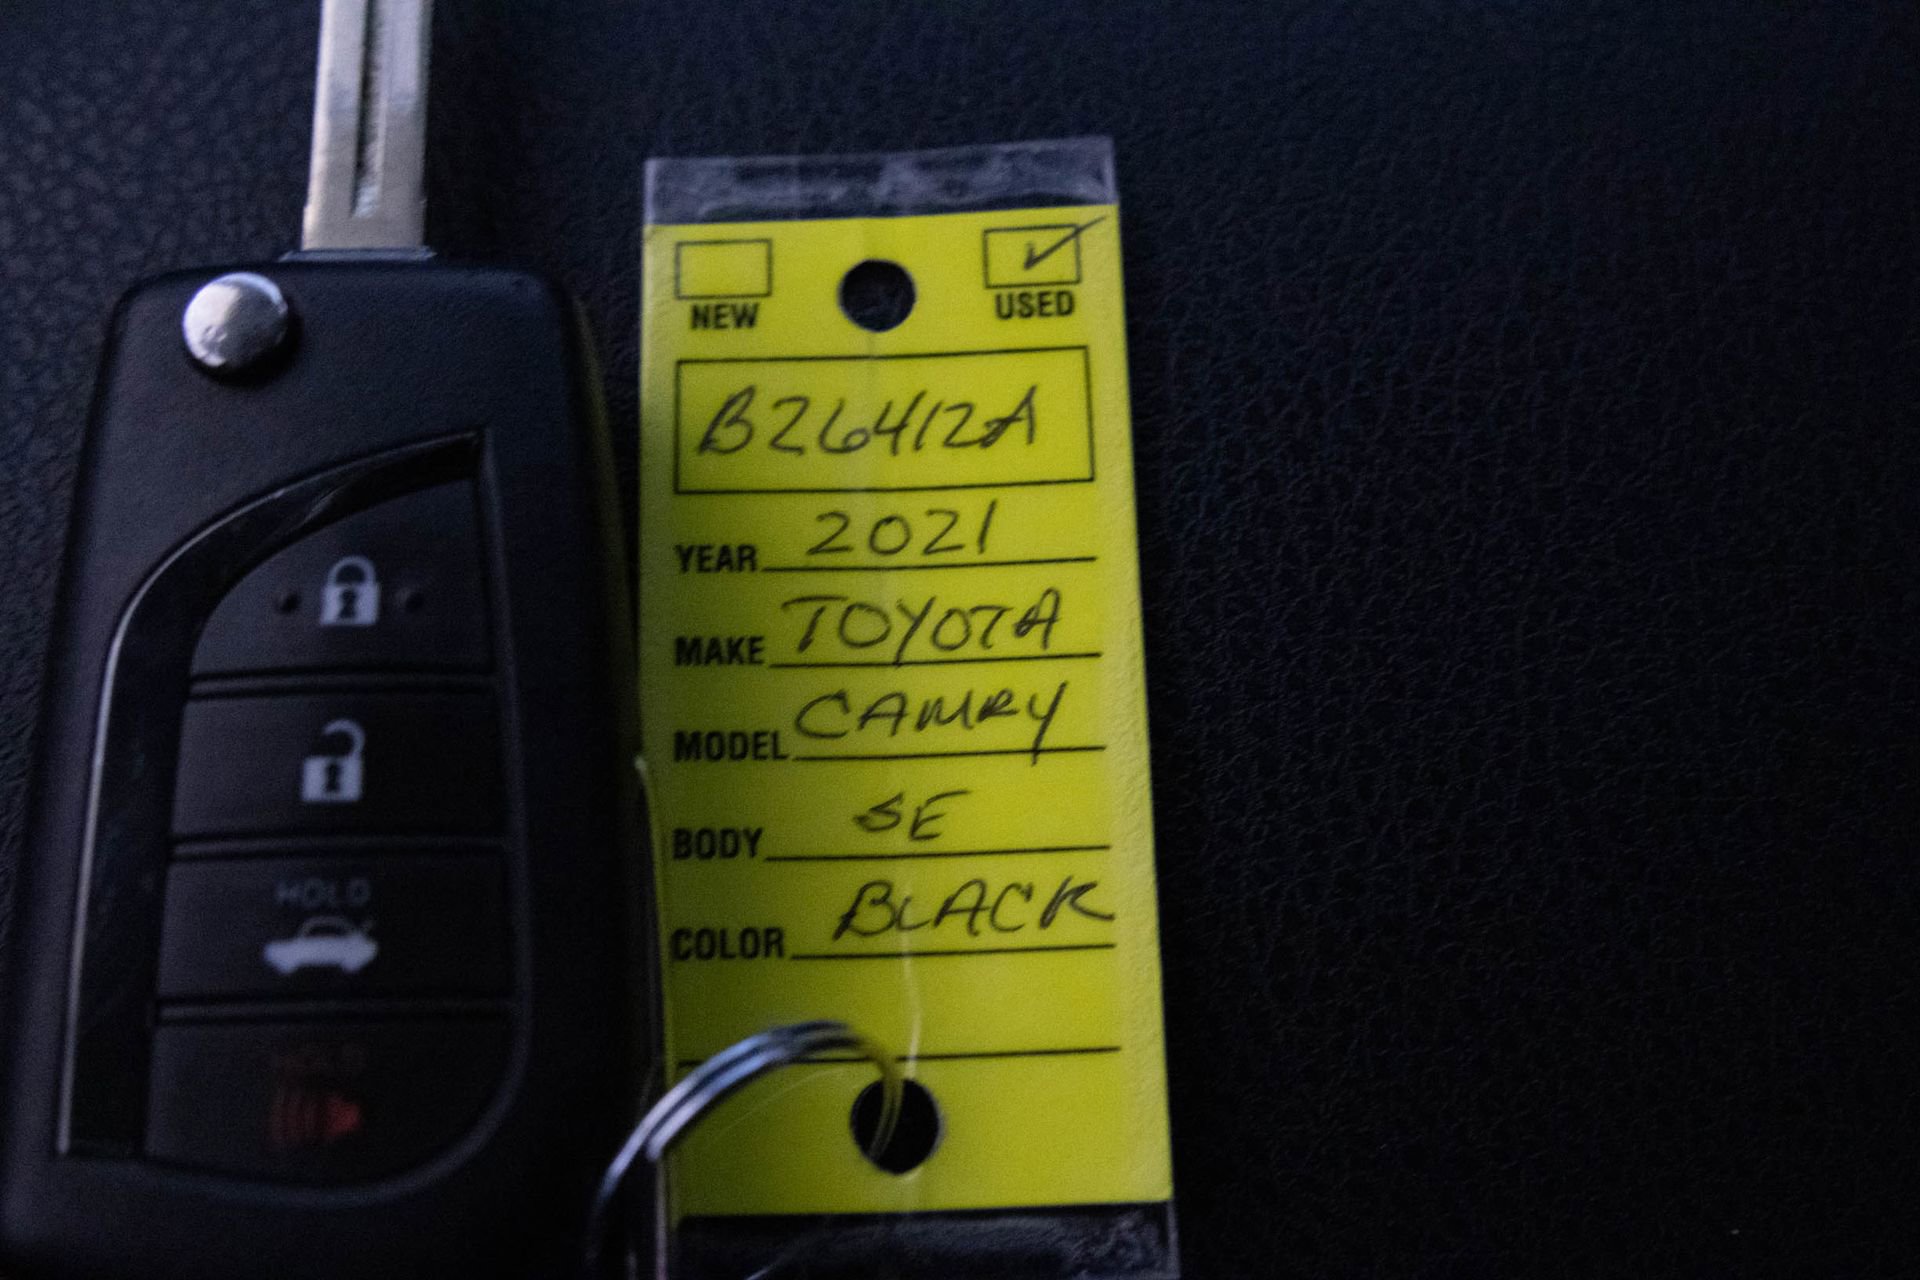 NEW USED
B26412A
YEAR 2021
MAKE TOYOTA
MODEL CAMRY
BODY SE
COLOR BLACK
HOLD